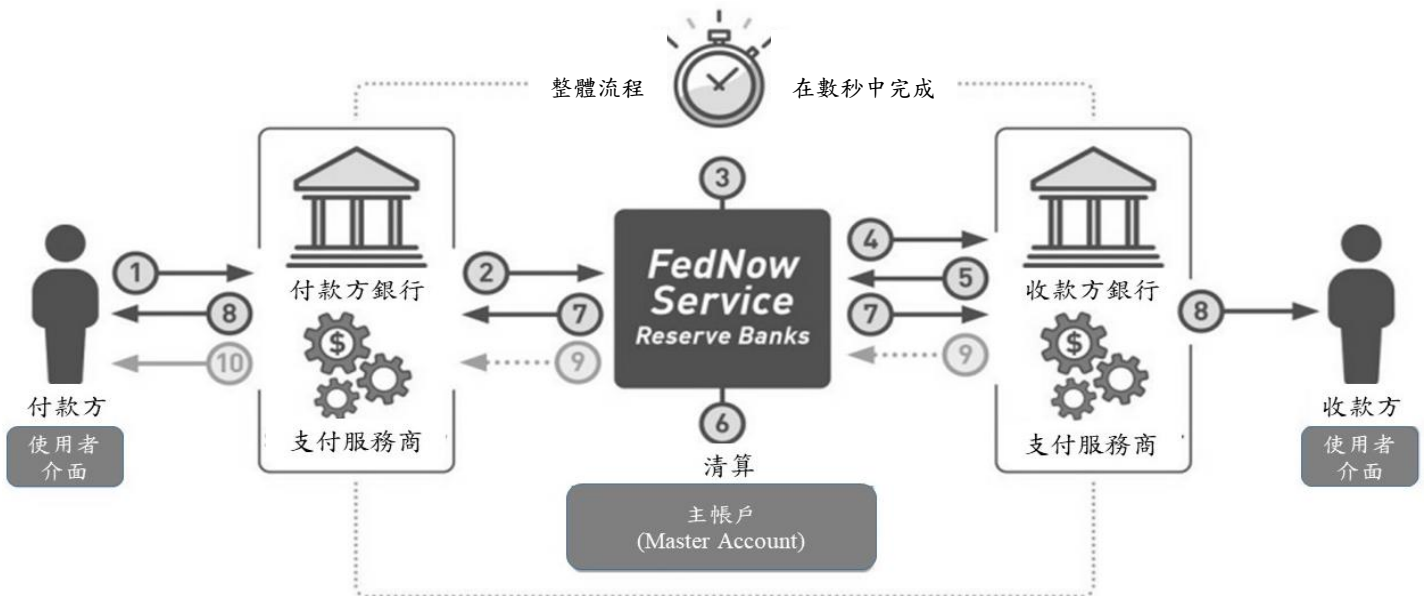 整體流程
在數秒中完成
3
1
付款方銀行
2
FedNow
Service
Reserve Banks
4
5
收款方銀行
8
7
7
8
$
$
10
9
9
付款方
使用者
介面
支付服務商
6
清算
主帳戶
(Master Account)
支付服務商
收款方
使用者
介面